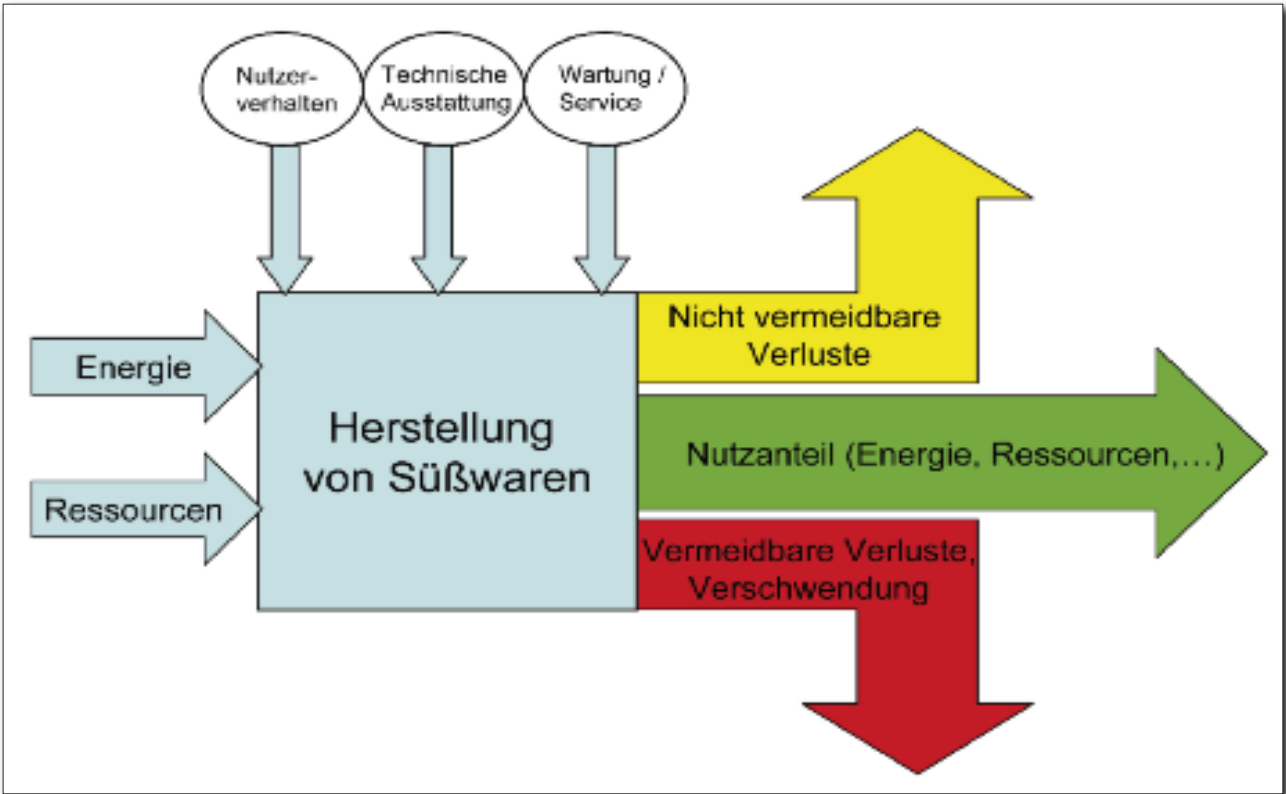 Nutzer-
verhalten
Technische
Ausstattung
Wartung /
Service
Nicht vermeidbare
Verluste
Energie
Herstellung
von Süßwaren
Nutzanteil (Energie, Ressourcen,...)
Ressourcen
Vermeidbare Verluste,
Verschwendung